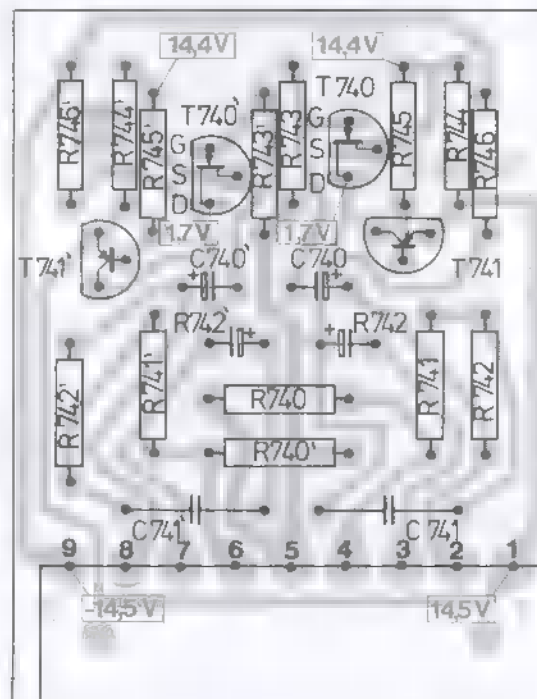 14,4V 14,4V
T740' T740
R746' R744' R745' R743' R743 R745 R744 R746
G S D G S D
1,7V 1,7V
T741' C740' C740 T741
+ +
R742' + + R742
R742' R741' R741 R742
R740
R740'
C741' C741
9 8 7 6 5 4 3 2 1
-14,5V 14,5V